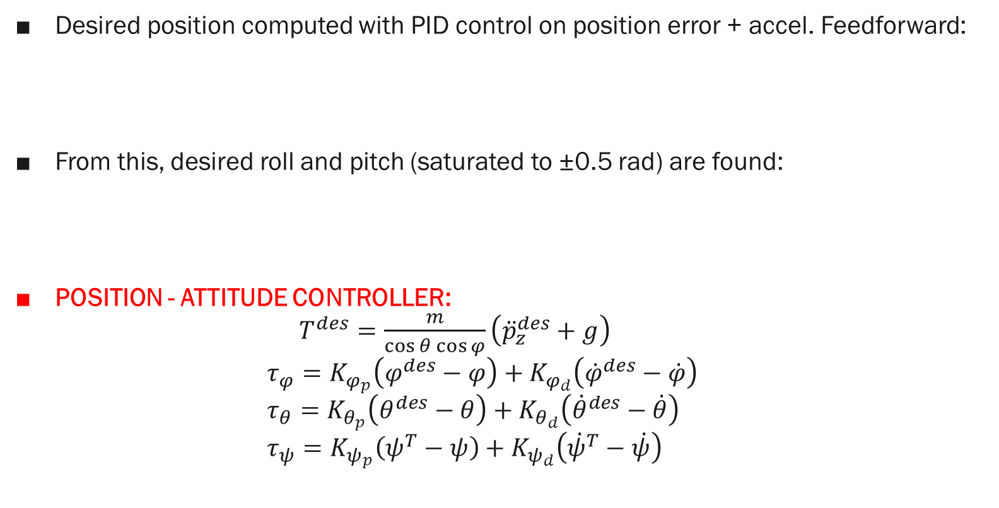 ■ Desired position computed with PID control on position error + accel. Feedforward:
■ From this, desired roll and pitch (saturated to ±0.5 rad) are found:
■ POSITION - ATTITUDE CONTROLLER:
$T^{des} = \frac{m}{\cos\theta \cos\varphi}\left(\ddot{p}_z^{des} + g\right)$
$\tau_\varphi = K_{\varphi_p}\left(\varphi^{des} - \varphi\right) + K_{\varphi_d}\left(\dot{\varphi}^{des} - \dot{\varphi}\right)$
$\tau_\theta = K_{\theta_p}\left(\theta^{des} - \theta\right) + K_{\theta_d}\left(\dot{\theta}^{des} - \dot{\theta}\right)$
$\tau_\psi = K_{\psi_p}\left(\psi^T - \psi\right) + K_{\psi_d}\left(\dot{\psi}^T - \dot{\psi}\right)$